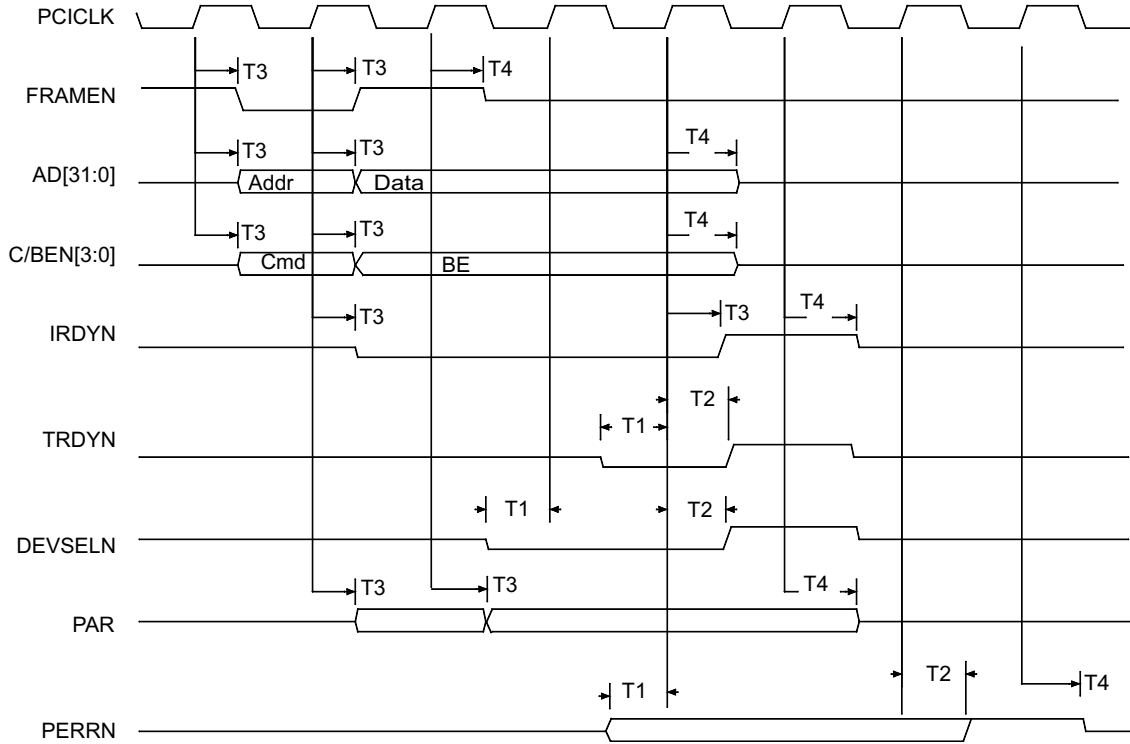 PCICLK
T3 T3 T4
FRAMEN
T3 T3 T4
AD[31:0] Addr Data
T3 T3 T4
C/BEN[3:0] Cmd BE
T3 T3 T4
IRDYN
T1 T2
TRDYN
T1 T2
DEVSELN
T3 T3 T4
PAR
T1 T2 T4
PERRN